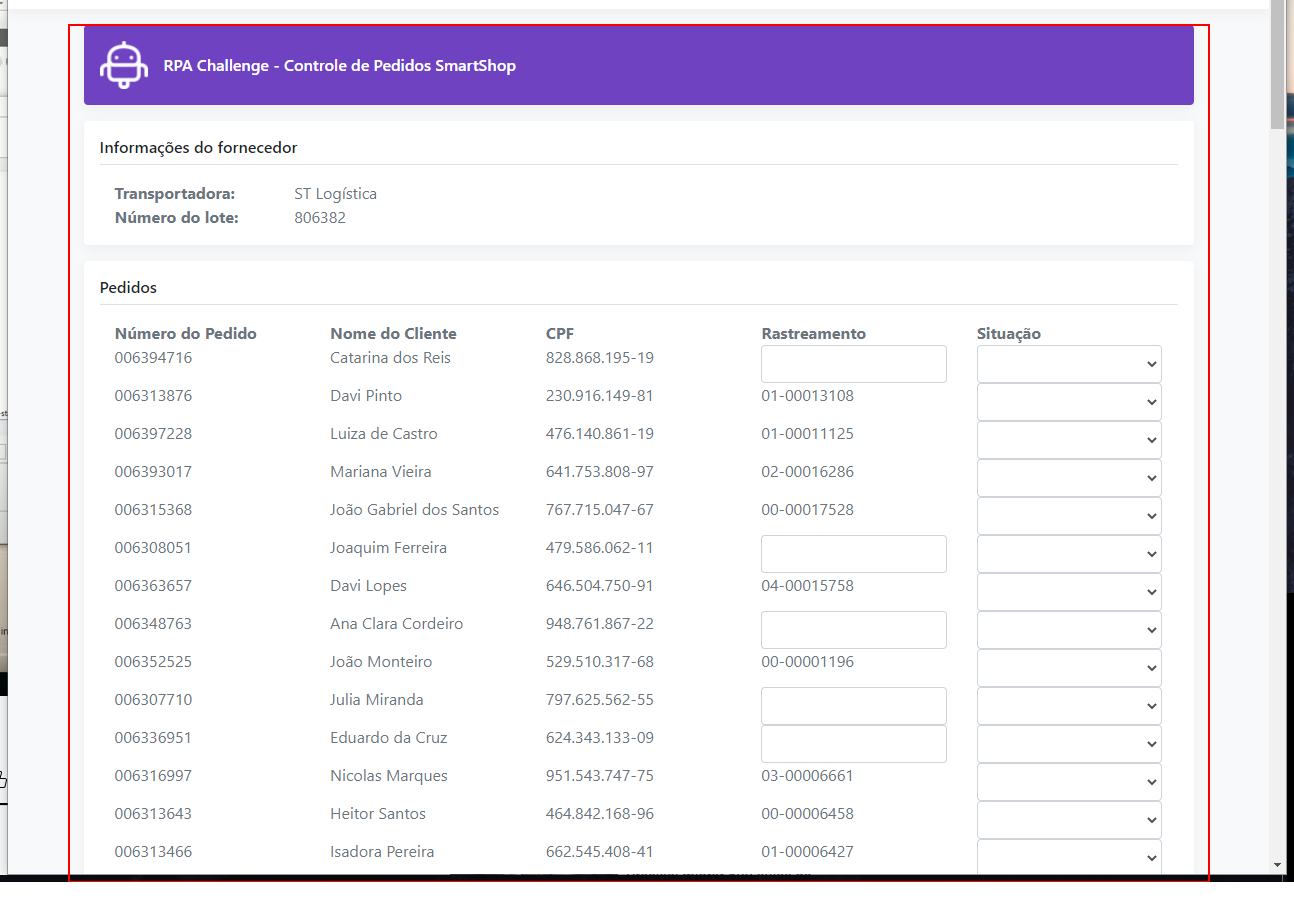 RPA Challenge - Controle de Pedidos SmartShop
Informações do fornecedor
Transportadora: ST Logística
Número do lote: 806382
Pedidos
Número do Pedido Nome do Cliente CPF Rastreamento Situação
006394716 Catarina dos Reis 828.868.195-19
006313876 Davi Pinto 230.916.149-81 01-00013108
006397228 Luiza de Castro 476.140.861-19 01-00011125
006393017 Mariana Vieira 641.753.808-97 02-00016286
006315368 João Gabriel dos Santos 767.715.047-67 00-00017528
006308051 Joaquim Ferreira 479.586.062-11
006363657 Davi Lopes 646.504.750-91 04-00015758
006348763 Ana Clara Cordeiro 948.761.867-22
006352525 João Monteiro 529.510.317-68 00-00001196
006307710 Julia Miranda 797.625.562-55
006336951 Eduardo da Cruz 624.343.133-09
006316997 Nicolas Marques 951.543.747-75 03-00006661
006313643 Heitor Santos 464.842.168-96 00-00006458
006313466 Isadora Pereira 662.545.408-41 01-00006427